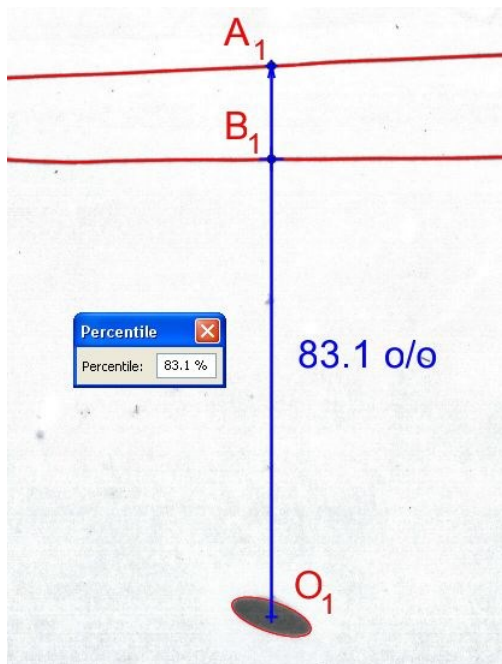 A1
B1
Percentile
Percentile: 83.1 %
83.1 o/o
O1